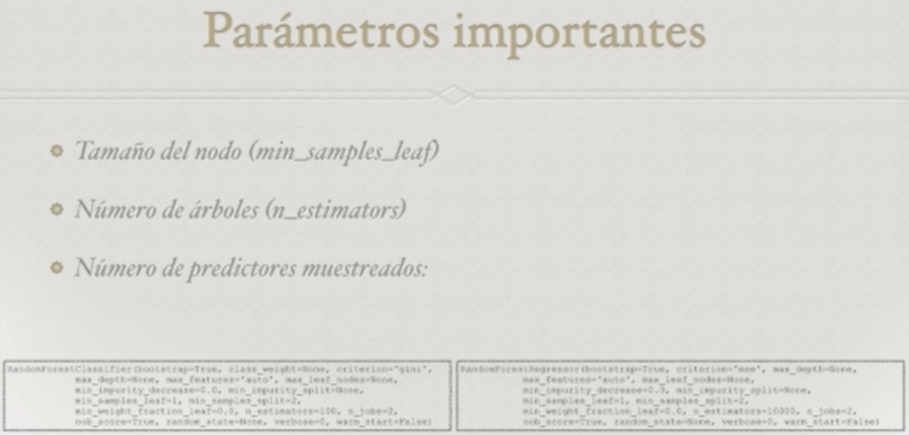 Parámetros importantes
Tamaño del nodo (min_samples_leaf)
Número de árboles (n_estimators)
Número de predictores muestreados:
RandomForestClassifier(bootstrap=True, class_weight=None, criterion='gini',
max_depth=None, max_features='auto', max_leaf_nodes=None,
min_impurity_decrease=0.0, min_impurity_split=None,
min_samples_leaf=1, min_samples_split=2,
min_weight_fraction_leaf=0.0, n_estimators=100, n_jobs=2,
oob_score=True, random_state=None, verbose=0, warm_start=False)
RandomForestRegressor(bootstrap=True, criterion='mse', max_depth=None,
max_features='auto', max_leaf_nodes=None,
min_impurity_decrease=0.0, min_impurity_split=None,
min_samples_leaf=1, min_samples_split=2,
min_weight_fraction_leaf=0.0, n_estimators=10000, n_jobs=2,
oob_score=True, random_state=None, verbose=0, warm_start=False)